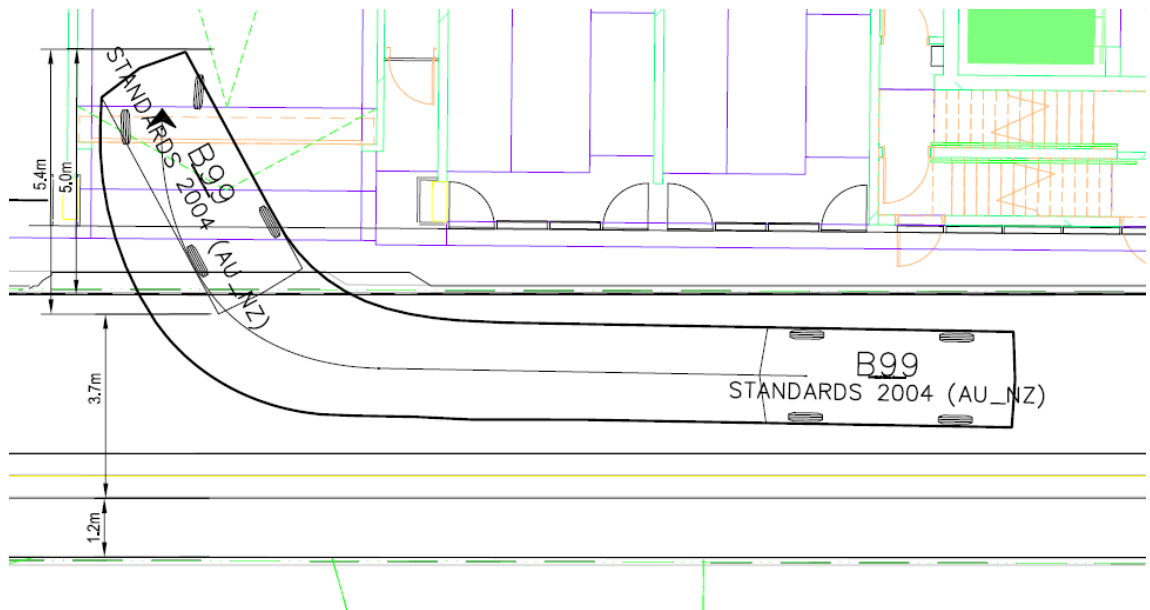 5.4m
5.0m
B99
STANDARDS 2004 (AU_NZ)
3.7m
1.2m
B99
STANDARDS 2004 (AU_NZ)